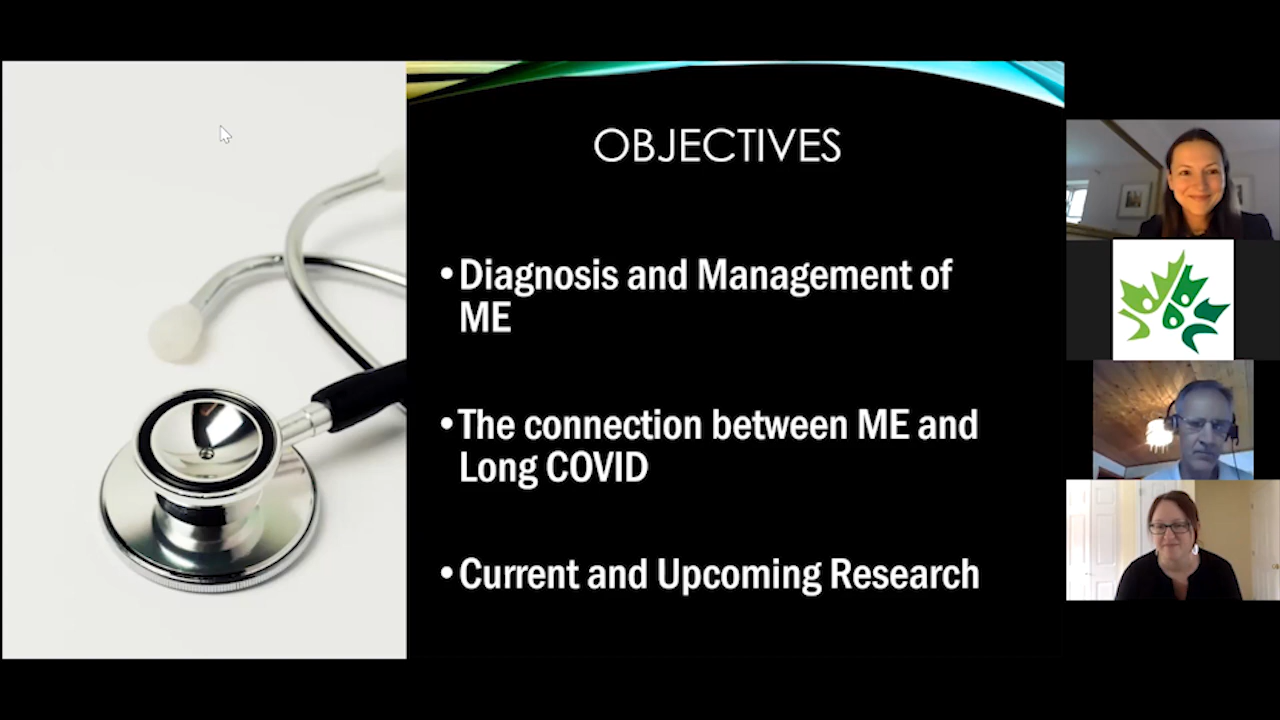 OBJECTIVES
•Diagnosis and Management of
ME
•The connection between ME and
Long COVID
•Current and Upcoming Research